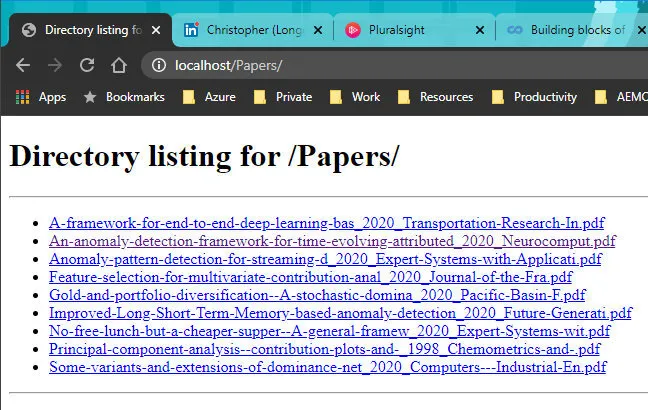 Directory listing fo
Christopher (Long
Pluralsight
Building blocks of
localhost/Papers/
Apps
Bookmarks
Azure
Private
Work
Resources
Productivity
AEMO
Directory listing for /Papers/
A-framework-for-end-to-end-deep-learning-bas_2020_Transportation-Research-In.pdf
An-anomaly-detection-framework-for-time-evolving-attributed_2020_Neurocomput.pdf
Anomaly-pattern-detection-for-streaming-d_2020_Expert-Systems-with-Applicati.pdf
Feature-selection-for-multivariate-contribution-anal_2020_Journal-of-the-Fra.pdf
Gold-and-portfolio-diversification--A-stochastic-domina_2020_Pacific-Basin-F.pdf
Improved-Long-Short-Term-Memory-based-anomaly-detection_2020_Future-Generati.pdf
No-free-lunch-but-a-cheaper-supper--A-general-framew_2020_Expert-Systems-wit.pdf
Principal-component-analysis--contribution-plots-and-_1998_Chemometrics-and-.pdf
Some-variants-and-extensions-of-dominance-net_2020_Computers---Industrial-En.pdf